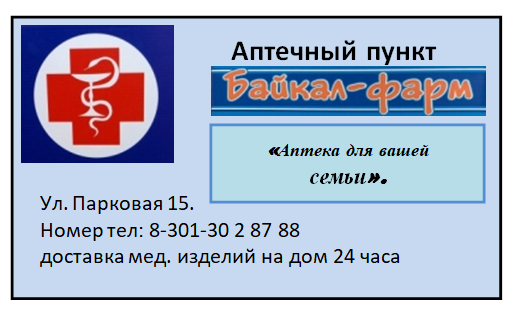 Аптечный пункт
Байкал-фарм
«Аптека для вашей
семьи».
Ул. Парковая 15.
Номер тел: 8-301-30 2 87 88
доставка мед. изделий на дом 24 часа